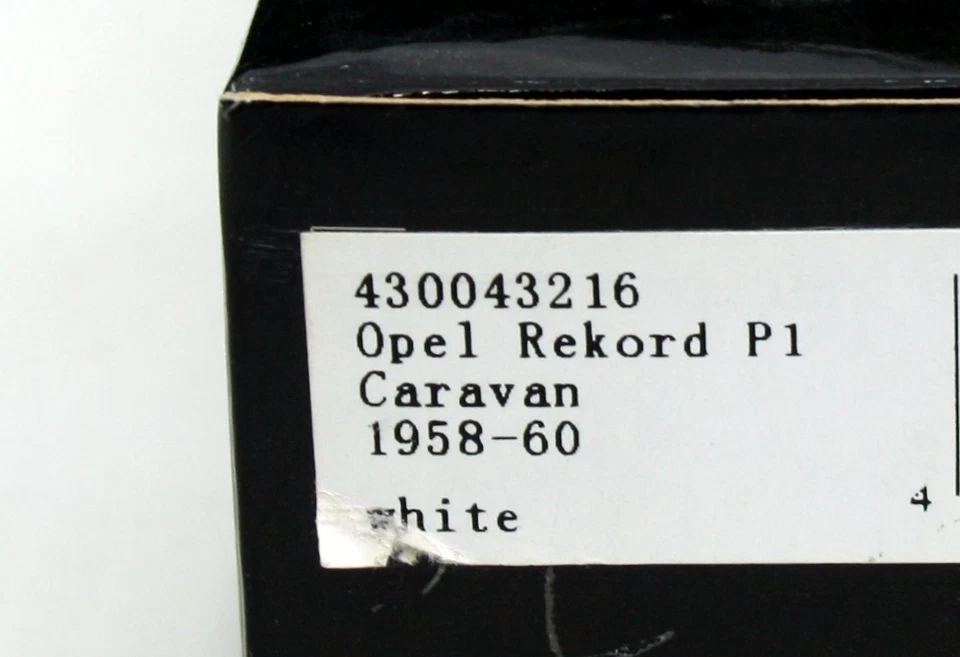 430043216
Opel Rekord P1
Caravan
1958-60
white
4